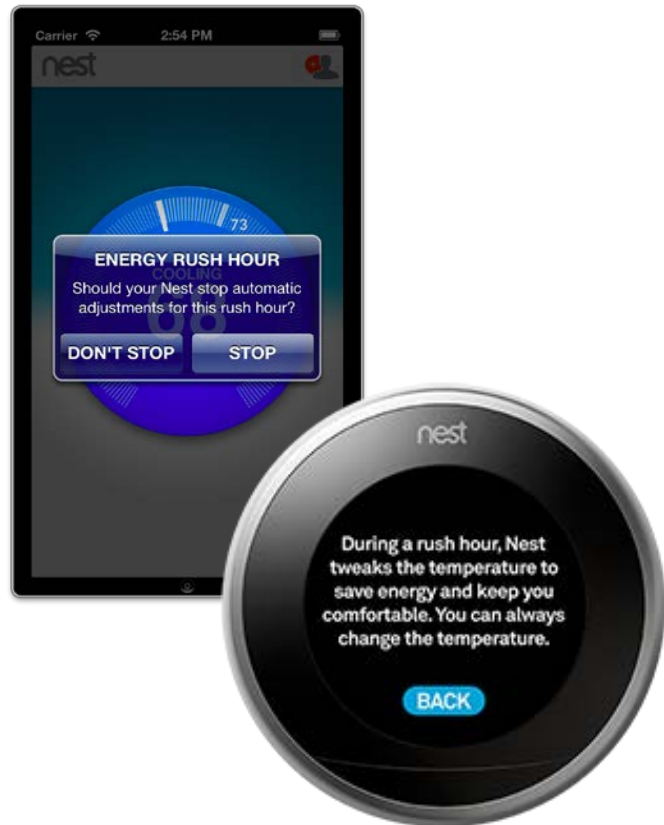 Carrier 2:54 PM
nest
73
ENERGY RUSH HOUR
COOLING
Should your Nest stop automatic
adjustments for this rush hour?
68
DON'T STOP STOP
nest
During a rush hour, Nest
tweaks the temperature to
save energy and keep you
comfortable. You can always
change the temperature.
BACK